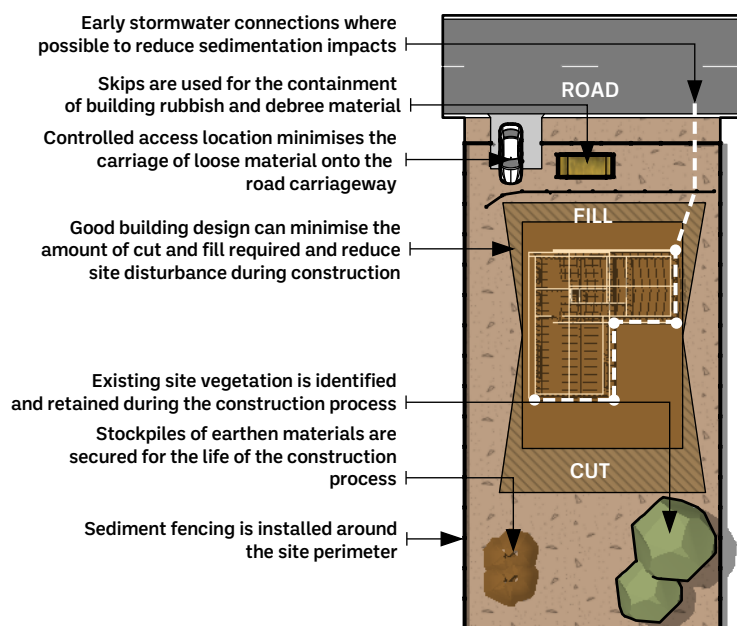 Early stormwater connections where
possible to reduce sedimentation impacts
ROAD
Skips are used for the containment
of building rubbish and debree material
Controlled access location minimises the
carriage of loose material onto the
road carriageway
FILL
Good building design can minimise the
amount of cut and fill required and reduce
site disturbance during construction
Existing site vegetation is identified
and retained during the construction process
Stockpiles of earthen materials are
secured for the life of the construction
process
CUT
Sediment fencing is installed around
the site perimeter